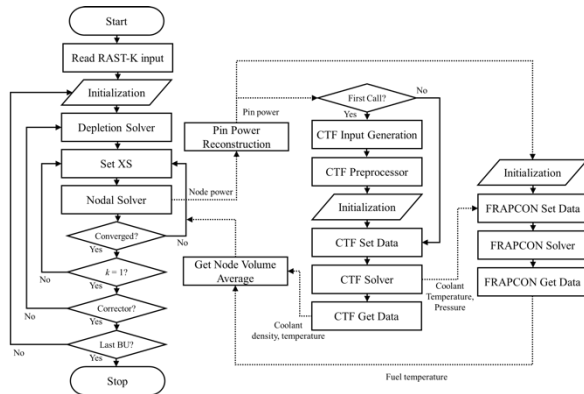 Start
Read RAST-K input
Initialization
Depletion Solver
Set XS
Nodal Solver
Converged?
Yes
No
k = 1?
No
Yes
Corrector?
No
Yes
Last BU?
No
Yes
Stop
Pin power
Pin Power
Reconstruction
Node power
Get Node Volume
Average
First Call?
No
Yes
CTF Input Generation
CTF Preprocessor
Initialization
CTF Set Data
CTF Solver
CTF Get Data
Coolant
density, temperature
Coolant
Temperature,
Pressure
Initialization
FRAPCON Set Data
FRAPCON Solver
FRAPCON Get Data
Fuel temperature